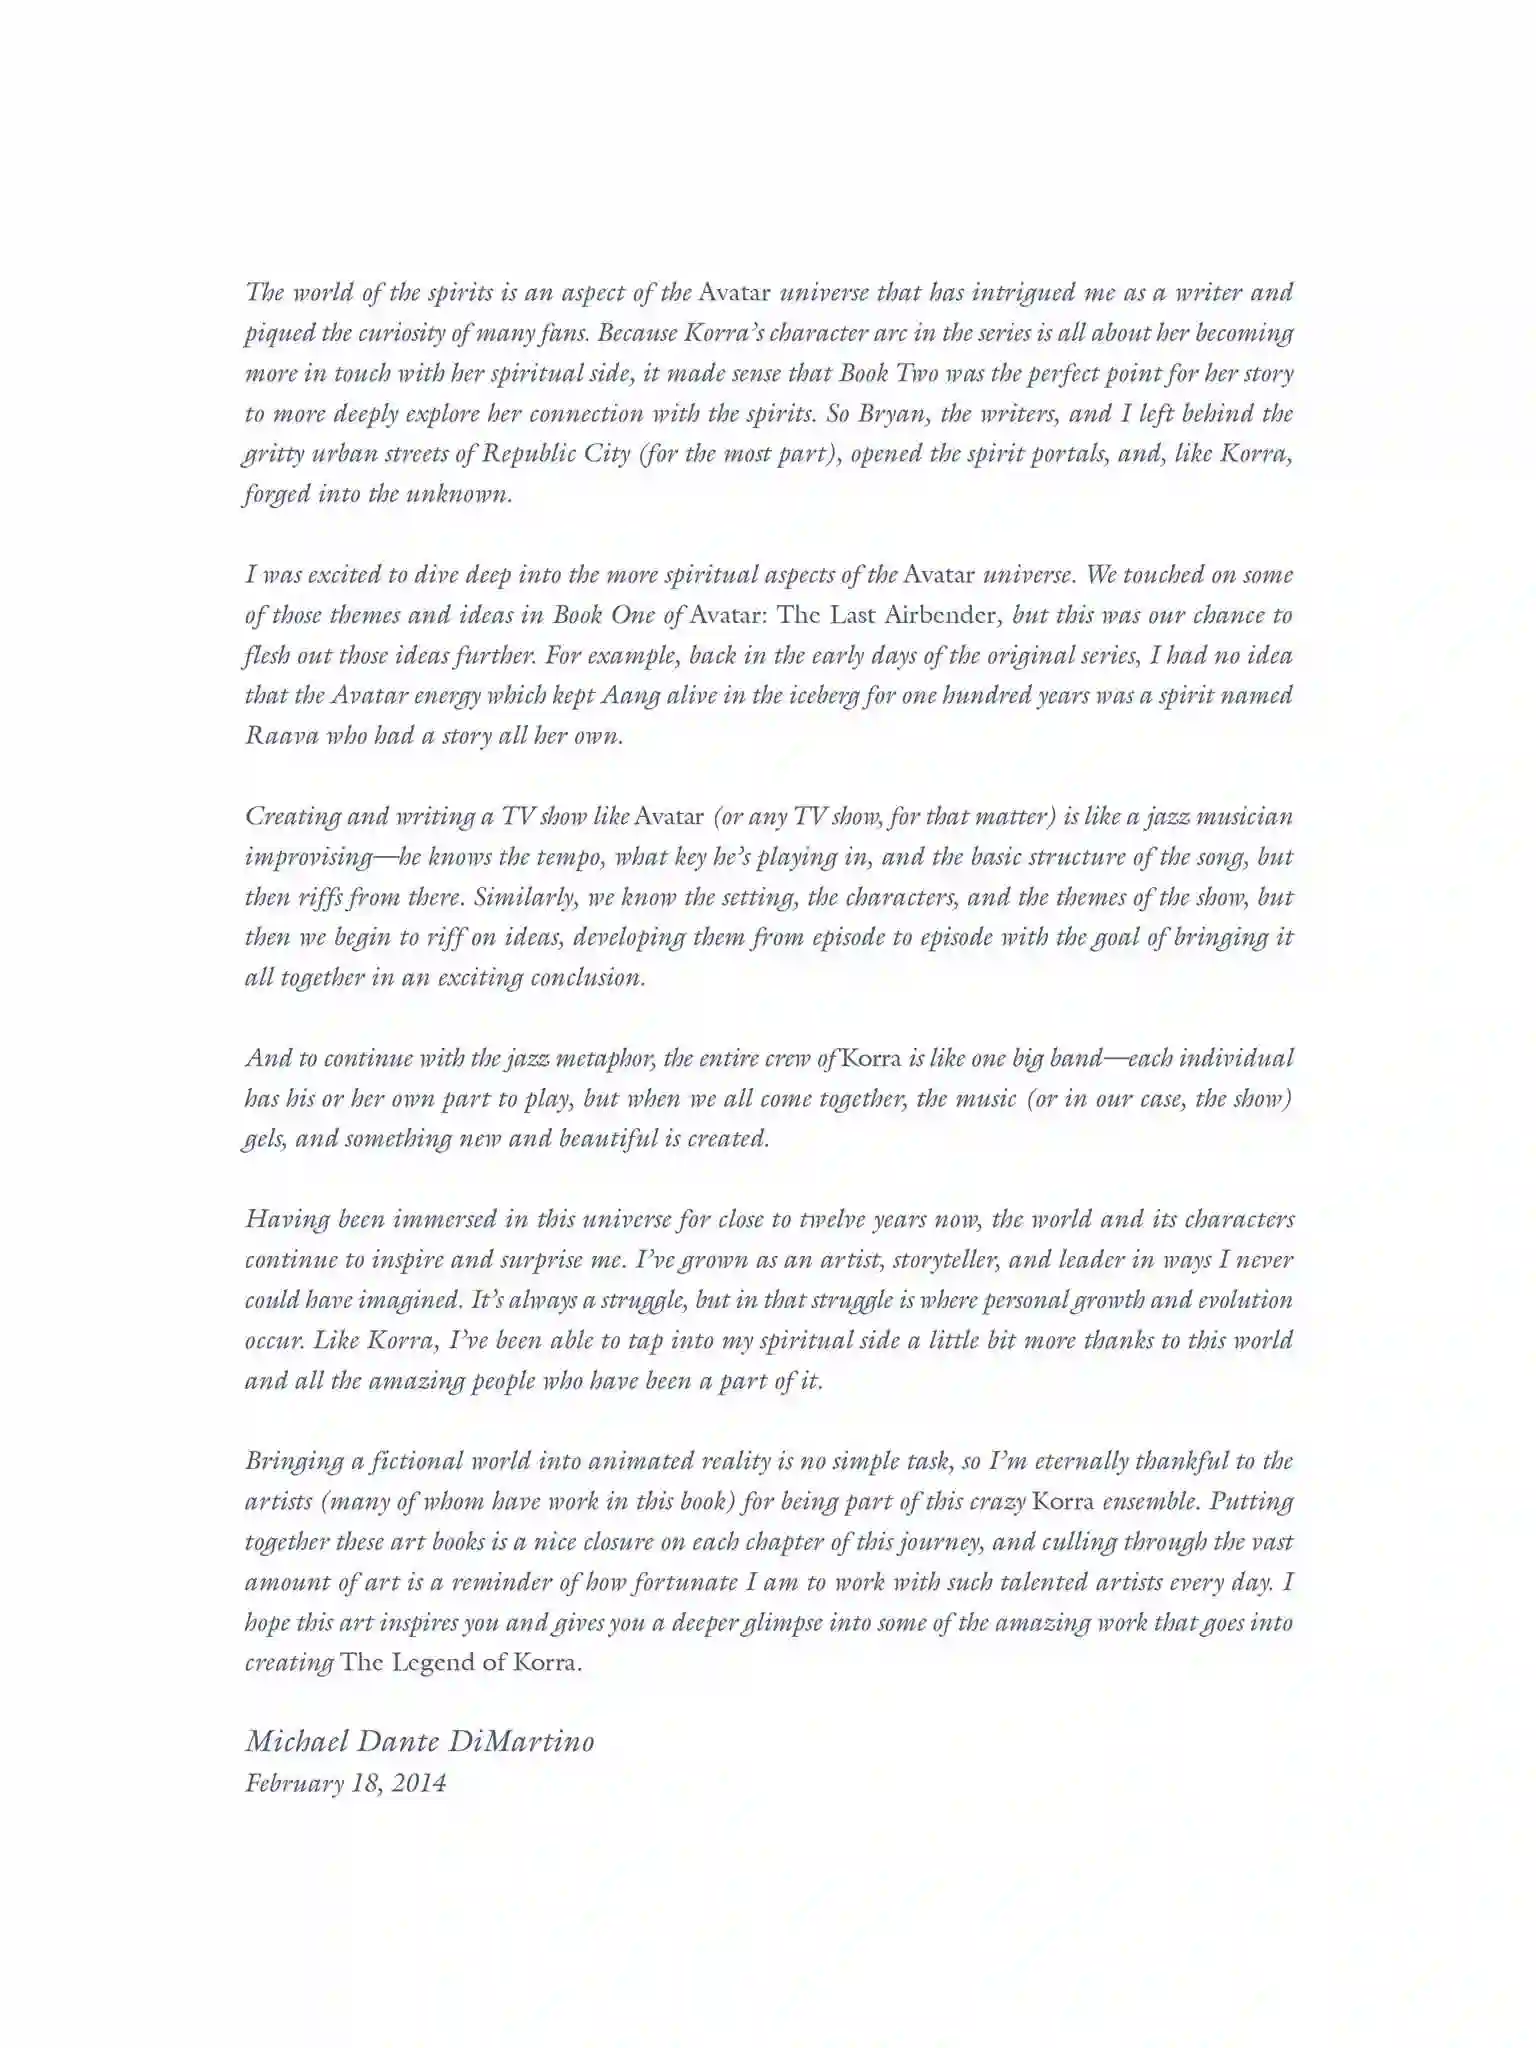 The world of the spirits is an aspect of the Avatar universe that has intrigued me as a writer and
piqued the curiosity of many fans. Because Korra's character arc in the series is all about her becoming
more in touch with her spiritual side, it made sense that Book Two was the perfect point for her story
to more deeply explore her connection with the spirits. So Bryan, the writers, and I left behind the
gritty urban streets of Republic City (for the most part), opened the spirit portals, and, like Korra,
forged into the unknown.
I was excited to dive deep into the more spiritual aspects of the Avatar universe. We touched on some
of those themes and ideas in Book One of Avatar: The Last Airbender, but this was our chance to
flesh out those ideas further. For example, back in the early days of the original series, I had no idea
that the Avatar energy which kept Aang alive in the iceberg for one hundred years was a spirit named
Raava who had a story all her own.
Creating and writing a TV show like Avatar (or any TV show, for that matter) is like a jazz musician
improvising—he knows the tempo, what key he's playing in, and the basic structure of the song, but
then riffs from there. Similarly, we know the setting, the characters, and the themes of the show, but
then we begin to riff on ideas, developing them from episode to episode with the goal of bringing it
all together in an exciting conclusion.
And to continue with the jazz metaphor, the entire crew of Korra is like one big band—each individual
has his or her own part to play, but when we all come together, the music (or in our case, the show)
gels, and something new and beautiful is created.
Having been immersed in this universe for close to twelve years now, the world and its characters
continue to inspire and surprise me. I've grown as an artist, storyteller, and leader in ways I never
could have imagined. It's always a struggle, but in that struggle is where personal growth and evolution
occur. Like Korra, I've been able to tap into my spiritual side a little bit more thanks to this world
and all the amazing people who have been a part of it.
Bringing a fictional world into animated reality is no simple task, so I'm eternally thankful to the
artists (many of whom have work in this book) for being part of this crazy Korra ensemble. Putting
together these art books is a nice closure on each chapter of this journey, and culling through the vast
amount of art is a reminder of how fortunate I am to work with such talented artists every day. I
hope this art inspires you and gives you a deeper glimpse into some of the amazing work that goes into
creating The Legend of Korra.
Michael Dante DiMartino
February 18, 2014